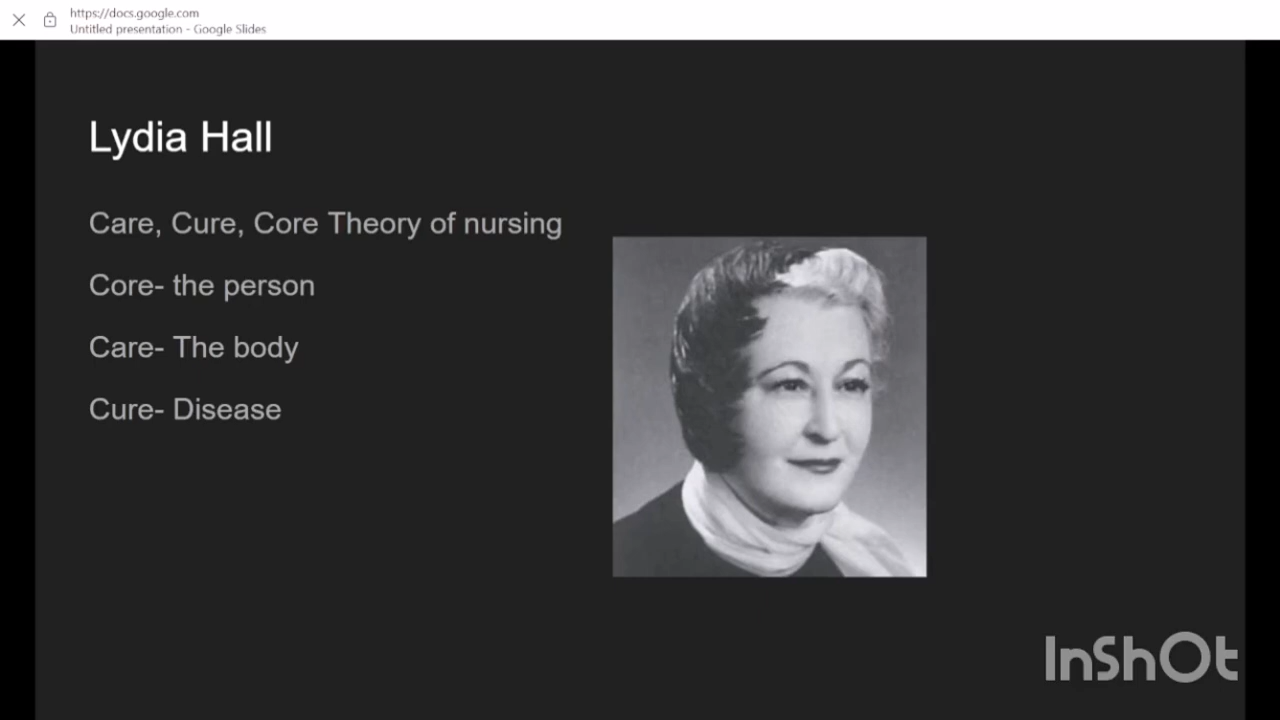 https://docs.google.com
Untitled presentation - Google Slides
Lydia Hall
Care, Cure, Core Theory of nursing
Core- the person
Care- The body
Cure- Disease
InShOt